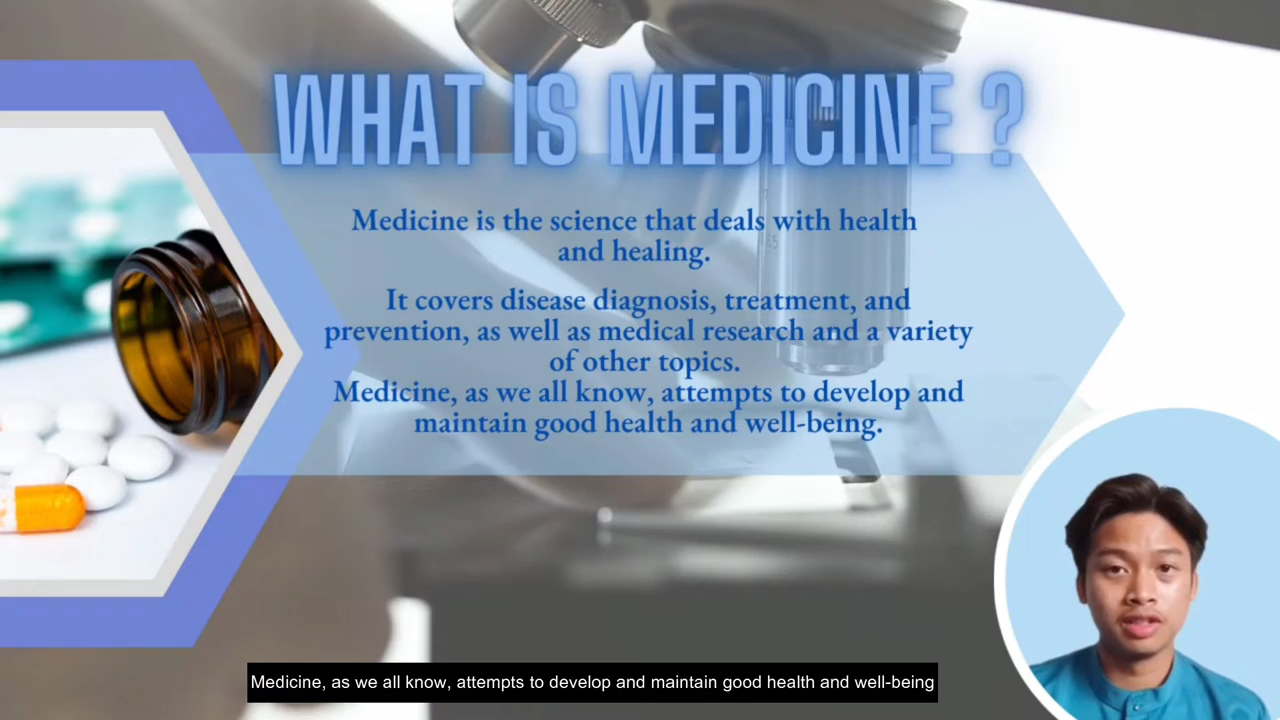 WHAT IS MEDICINE ?
Medicine is the science that deals with health
and healing.
It covers disease diagnosis, treatment, and
prevention, as well as medical research and a variety
of other topics.
Medicine, as we all know, attempts to develop and
maintain good health and well-being.
Medicine, as we all know, attempts to develop and maintain good health and well-being